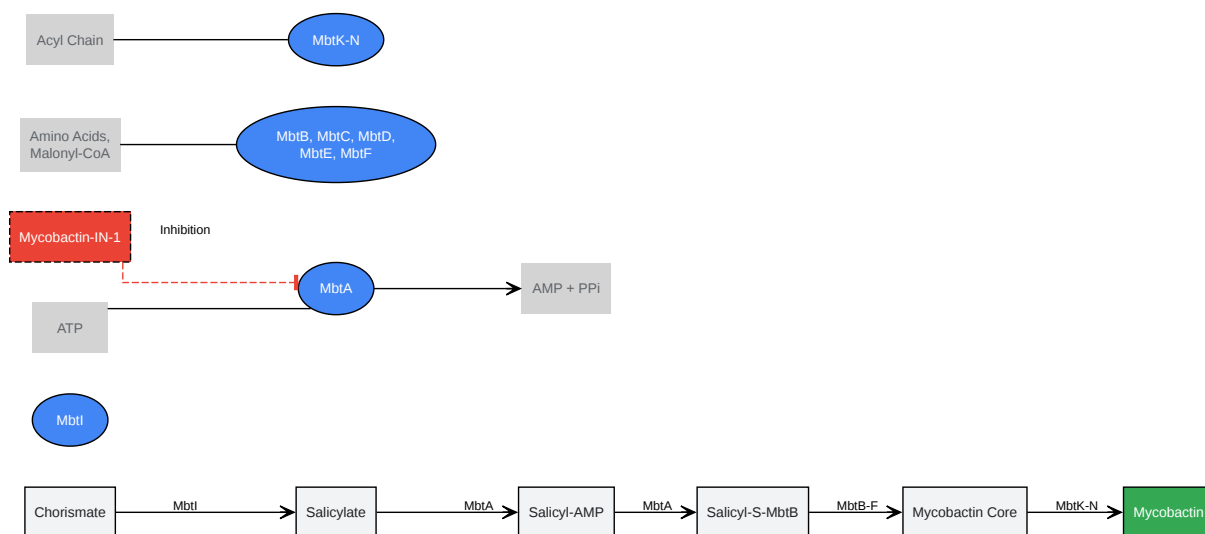 Acyl Chain
MbtK-N
Amino Acids,
Malonyl-CoA
MbtB, MbtC, MbtD,
MbtE, MbtF
Mycobactin-IN-1
Inhibition
MbtA
AMP + PPi
ATP
MbtI
Chorismate
MbtI
Salicylate
MbtA
Salicyl-AMP
MbtA
Salicyl-S-MbtB
MbtB-F
Mycobactin Core
MbtK-N
Mycobactin